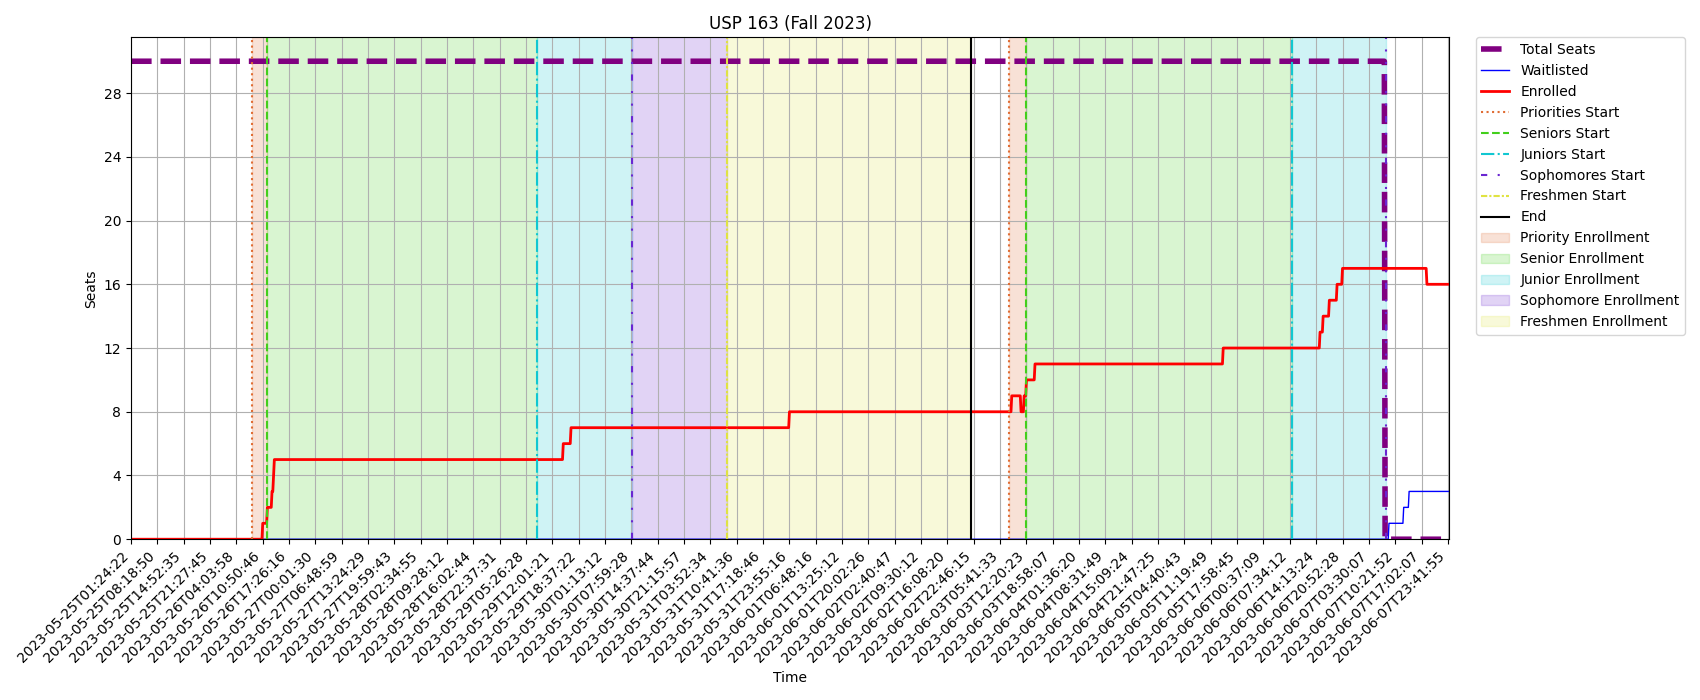 USP 163 (Fall 2023)
Total Seats
Waitlisted
Enrolled
Priorities Start
Seniors Start
Juniors Start
Sophomores Start
Freshmen Start
End
Priority Enrollment
Senior Enrollment
Junior Enrollment
Sophomore Enrollment
Freshmen Enrollment
Seats
28
24
20
16
12
8
4
0
2023-05-25T01:24:22
2023-05-25T08:18:50
2023-05-25T14:52:35
2023-05-25T21:27:45
2023-05-26T04:03:58
2023-05-26T10:50:46
2023-05-26T17:26:10
2023-05-27T00:01:30
2023-05-27T06:48:59
2023-05-27T13:24:29
2023-05-27T19:59:43
2023-05-28T02:34:55
2023-05-28T09:28:12
2023-05-28T16:02:44
2023-05-28T22:37:31
2023-05-29T05:26:28
2023-05-29T12:01:21
2023-05-29T18:37:22
2023-05-30T01:13:12
2023-05-30T07:59:28
2023-05-30T14:37:44
2023-05-30T21:15:57
2023-05-31T03:52:34
2023-05-31T10:41:36
2023-05-31T17:18:46
2023-05-31T23:55:16
2023-06-01T06:48:16
2023-06-01T13:25:12
2023-06-01T20:02:26
2023-06-02T02:40:47
2023-06-02T09:30:12
2023-06-02T16:08:20
2023-06-02T22:46:15
2023-06-03T05:41:33
2023-06-03T12:20:23
2023-06-03T18:58:07
2023-06-04T01:36:20
2023-06-04T08:31:49
2023-06-04T15:09:24
2023-06-04T21:47:23
2023-06-05T04:40:43
2023-06-05T11:19:49
2023-06-05T17:58:45
2023-06-06T00:37:09
2023-06-06T07:34:12
2023-06-06T14:13:24
2023-06-06T20:52:28
2023-06-07T03:30:07
2023-06-07T10:21:52
2023-06-07T17:02:07
2023-06-07T23:41:55
Time